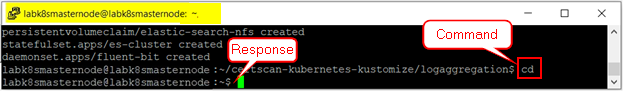 labk8smasternode@labk8smasternode: ~
persistentvolumeclaim/elastic-search-nfs created
statefulset.apps/es-cluster created
daemonset.apps/fluent-bit created
Response
Command
labk8smasternode@labk8smasternode:~/certscan-kubernetes-kustomize/logaggregation$ cd
labk8smasternode@labk8smasternode:~$